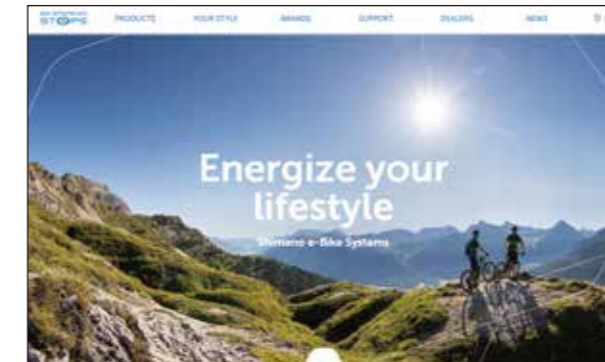 STEPS
PRODUCTS YOUR STYLE BRANDS SUPPORT DEALERS NEWS
Energize your
lifestyle
Shimano e-Bike Systems